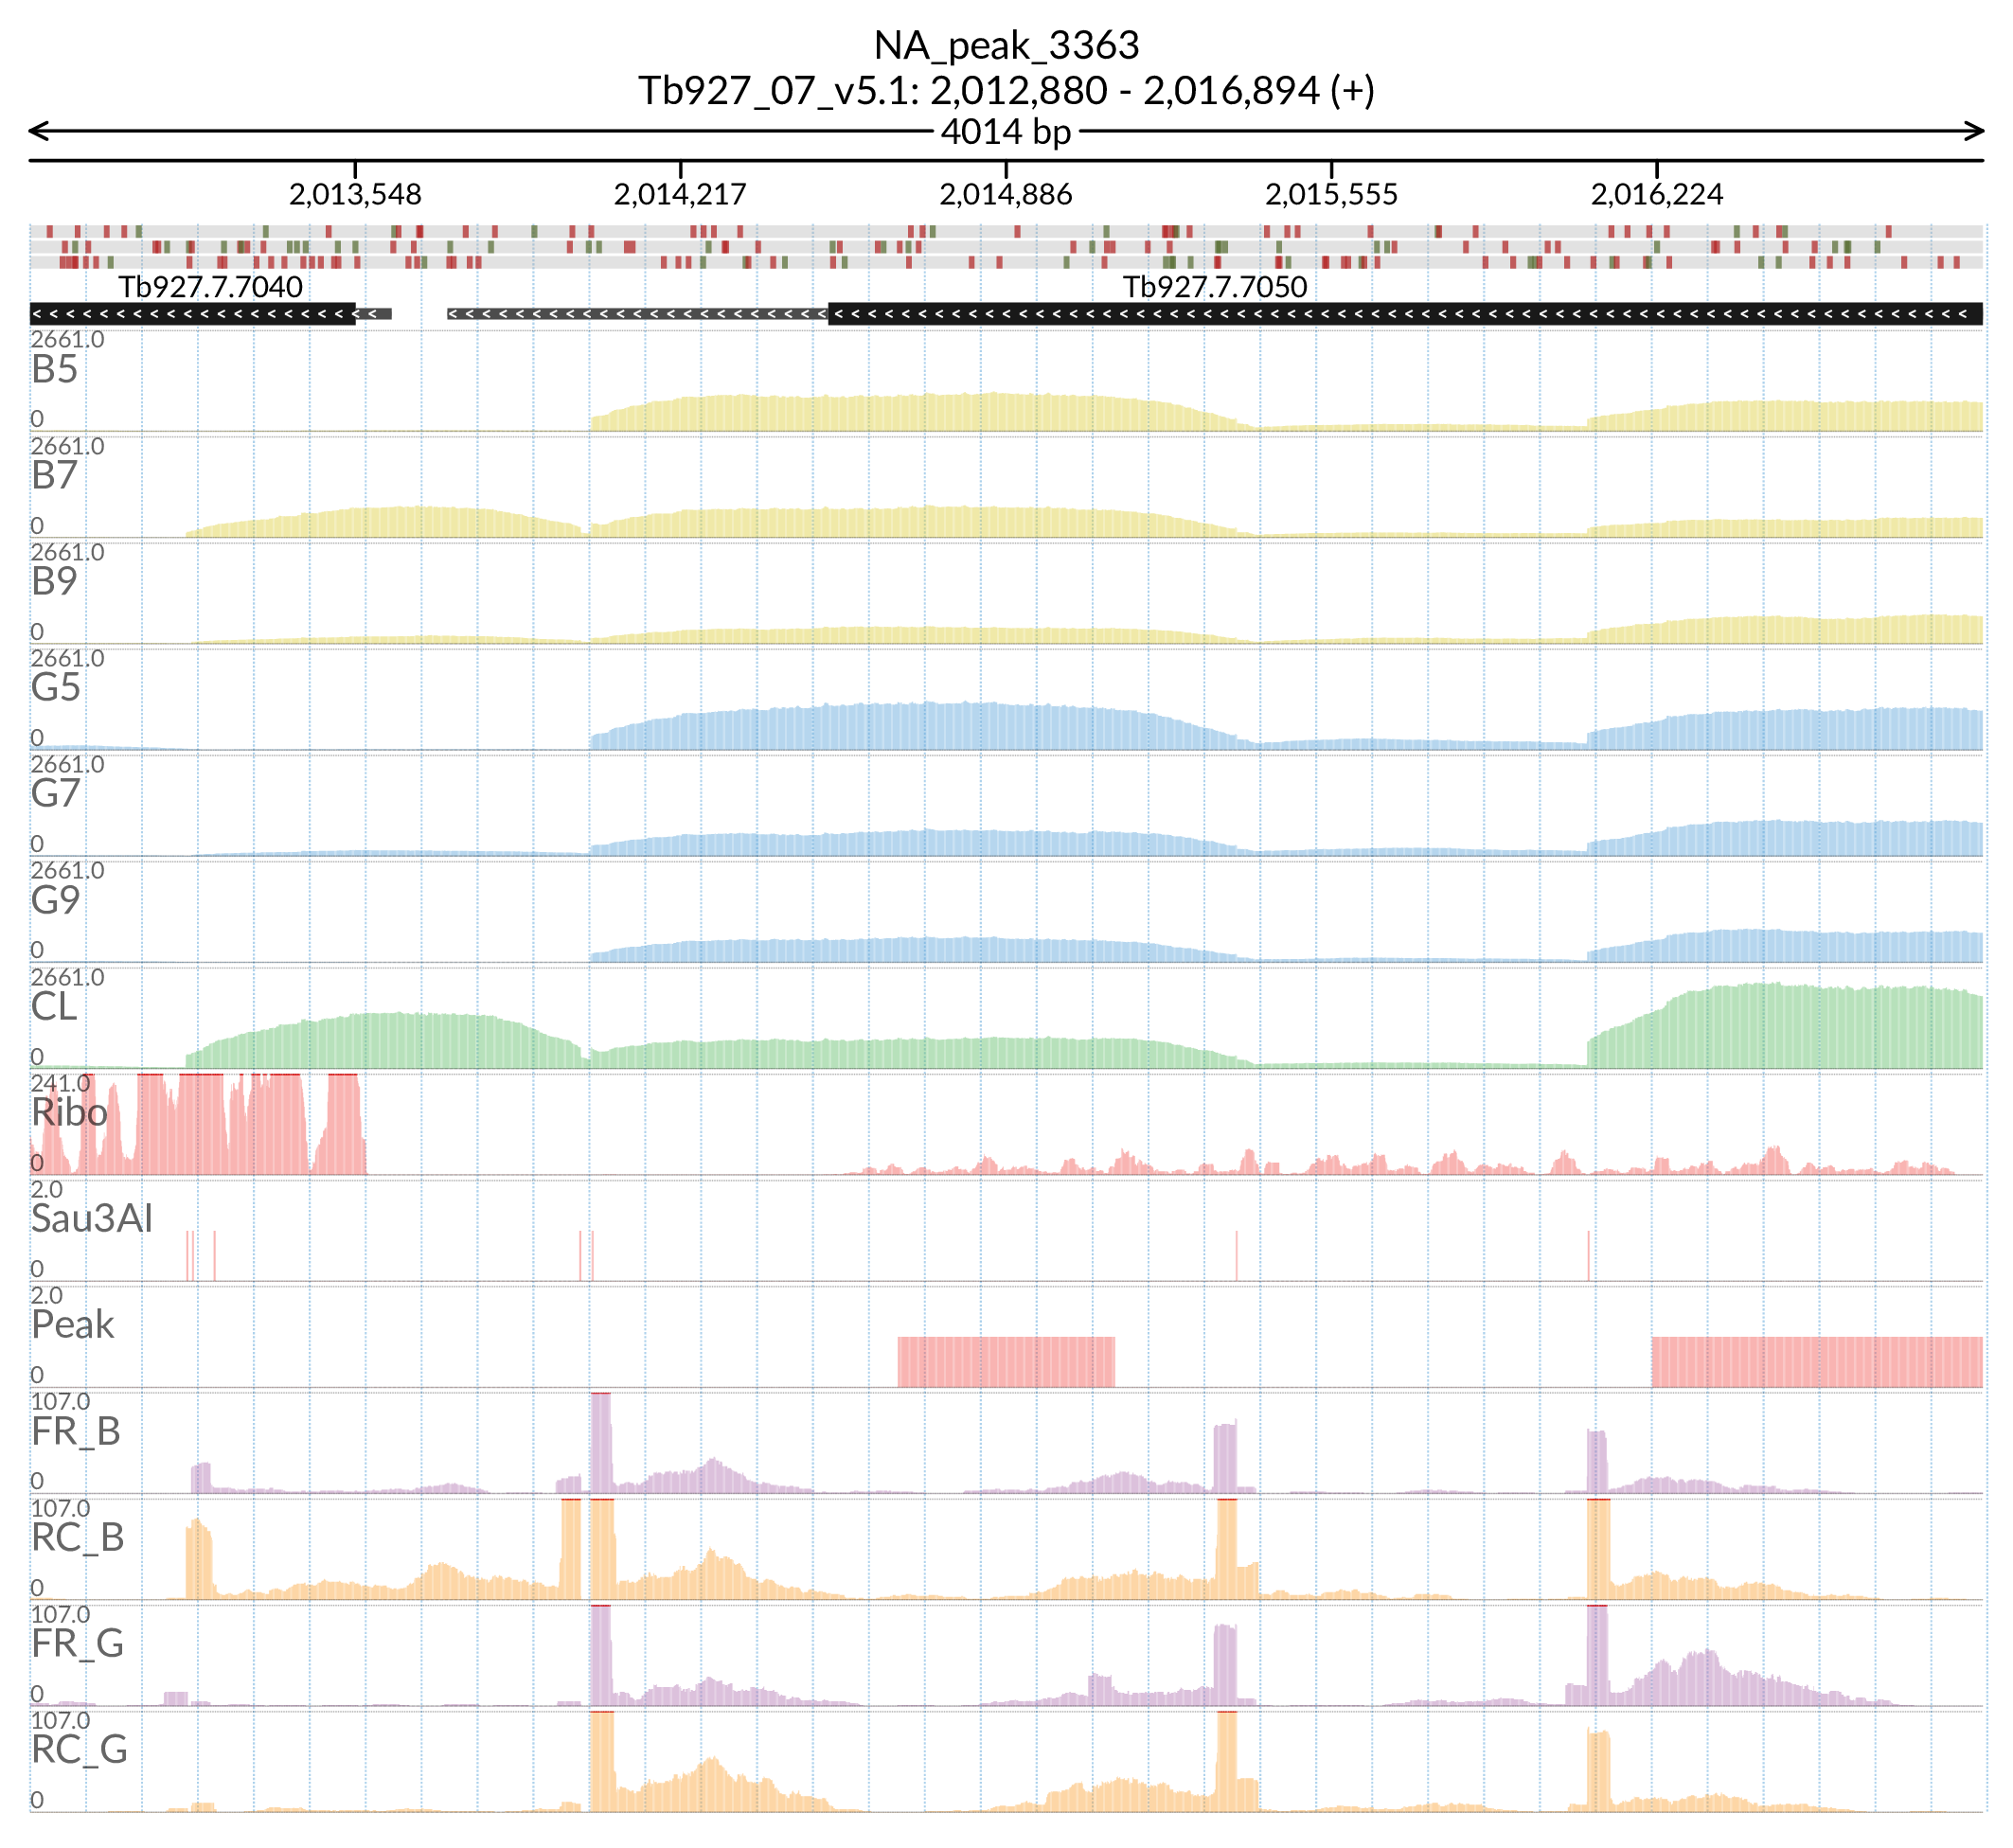 NA_peak_3363
Tb927_07_v5.1: 2,012,880 - 2,016,894 (+)
4014 bp
2,013,548 2,014,217 2,014,886 2,015,555 2,016,224
Tb927.7.7040 Tb927.7.7050
2661.0
B5
0
2661.0
B7
0
2661.0
B9
0
2661.0
G5
0
2661.0
G7
0
2661.0
G9
0
2661.0
CL
0
241.0
Ribo
0
2.0
Sau3AI
0
2.0
Peak
0
107.0
FR_B
0
107.0
RC_B
0
107.0
FR_G
0
107.0
RC_G
0